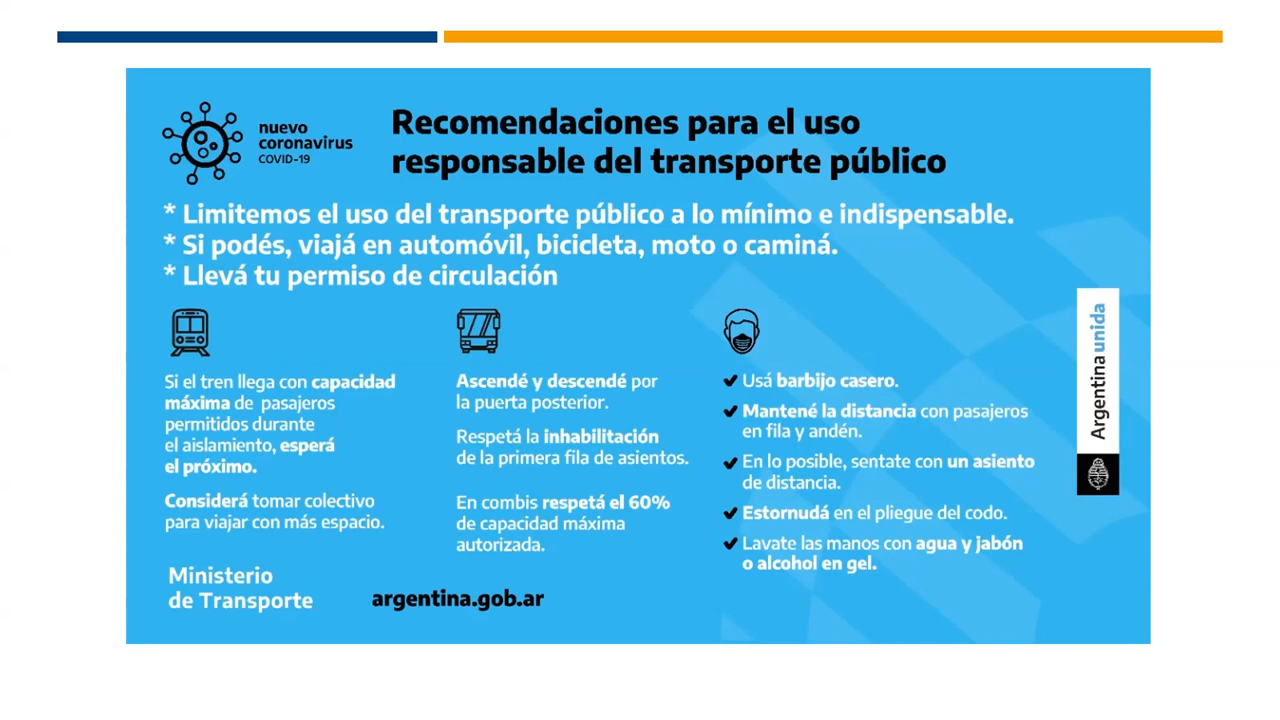 nuevo
coronavirus
COVID-19
Recomendaciones para el uso
responsable del transporte público
* Limitemos el uso del transporte público a lo mínimo e indispensable.
* Si podés, viajá en automóvil, bicicleta, moto o caminá.
* Llevá tu permiso de circulación
Si el tren llega con capacidad
máxima de pasajeros
permitidos durante
el aislamiento, esperá
el próximo.
Considerá tomar colectivo
para viajar con más espacio.
Ascendé y descendé por
la puerta posterior.
Respetá la inhabilitación
de la primera fila de asientos.
En combis respetá el 60%
de capacidad máxima
autorizada.
Usá barbijo casero.
Mantené la distancia con pasajeros
en fila y andén.
En lo posible, sentate con un asiento
de distancia.
Estornudá en el pliegue del codo.
Lavate las manos con agua y jabón
o alcohol en gel.
Argentina unida
Ministerio
de Transporte
argentina.gob.ar